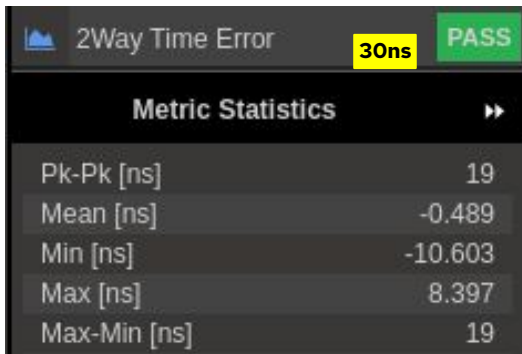 2Way Time Error 30ns PASS
Metric Statistics
Pk-Pk [ns] 19
Mean [ns] -0.489
Min [ns] -10.603
Max [ns] 8.397
Max-Min [ns] 19